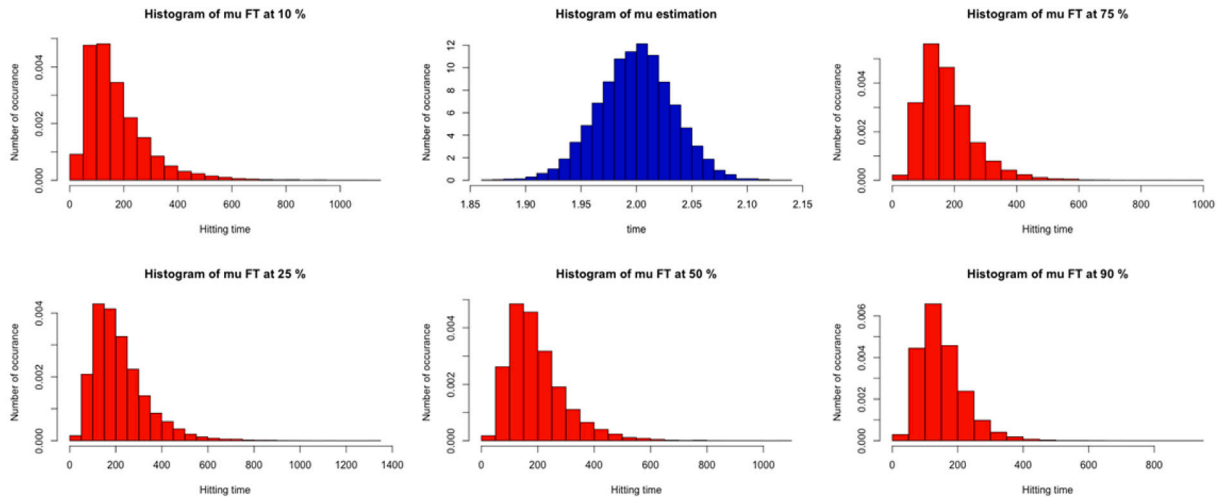 Histogram of mu FT at 10 %
Number of occurance
0.000 0.002 0.004
0 200 400 600 800 1000
Hitting time
Histogram of mu estimation
Number of occurance
0 2 4 6 8 10 12
1.85 1.90 1.95 2.00 2.05 2.10 2.15
time
Histogram of mu FT at 75 %
Number of occurance
0.000 0.002 0.004
0 200 400 600 800 1000
Hitting time
Histogram of mu FT at 25 %
Number of occurance
0.000 0.002 0.004
0 200 400 600 800 1000 1200 1400
Hitting time
Histogram of mu FT at 50 %
Number of occurance
0.000 0.002 0.004
0 200 400 600 800 1000
Hitting time
Histogram of mu FT at 90 %
Number of occurance
0.000 0.002 0.004 0.006
0 200 400 600 800
Hitting time